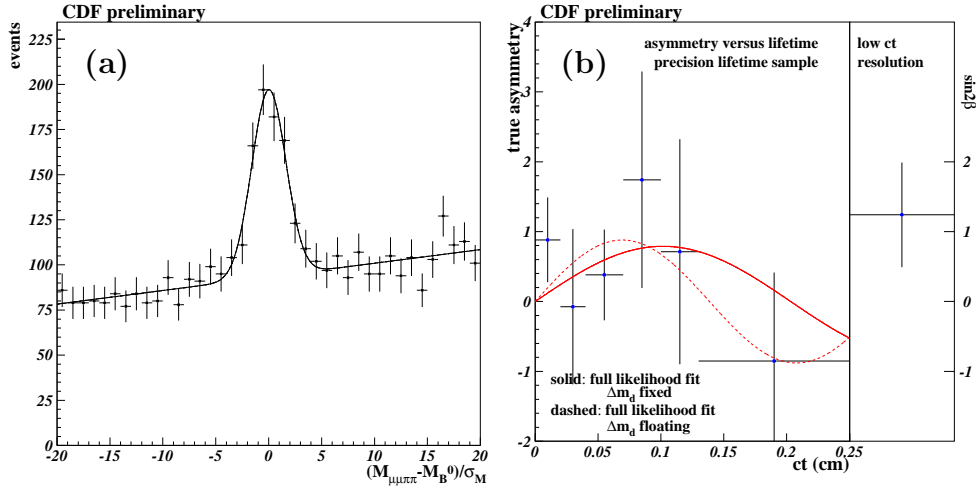 CDF preliminary
events
(a)
225
200
175
150
125
100
75
50
25
0
-20 -15 -10 -5 0 5 10 15 20
(Mμμππ-MB0)/σM
CDF preliminary
true asymmetry
(b)
asymmetry versus lifetime
precision lifetime sample
low ct
resolution
sin2β
4
3
2
1
0
-1
-2
2
1
0
-1
solid: full likelihood fit
Δmd fixed
dashed: full likelihood fit
Δmd floating
0 0.05 0.1 0.15 0.2 0.25
ct (cm)